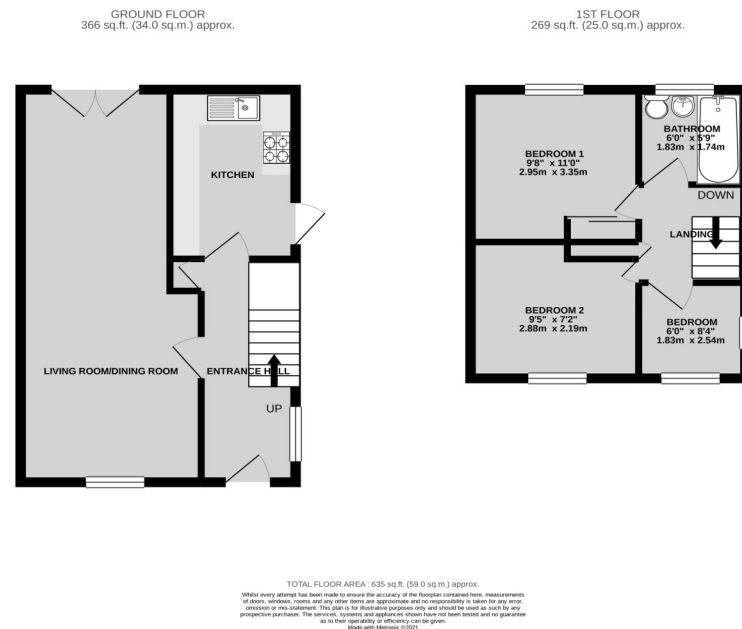 GROUND FLOOR
366 sq.ft. (34.0 sq.m.) approx.
1ST FLOOR
269 sq.ft. (25.0 sq.m.) approx.
KITCHEN
LIVING ROOM/DINING ROOM
ENTRANCE HALL
UP
BEDROOM 1
9'8" x 11'0"
2.95m x 3.35m
BATHROOM
6'0" x 5'9"
1.83m x 1.74m
DOWN
LANDING
BEDROOM 2
9'5" x 7'2"
2.88m x 2.19m
BEDROOM
6'0" x 8'4"
1.83m x 2.54m
TOTAL FLOOR AREA : 635 sq.ft. (59.0 sq.m.) approx.
Whilst every attempt has been made to ensure the accuracy of the floorplan contained here, measurements
of doors, windows, rooms and any other items are approximate and no responsibility is taken for any error,
omission or mis-statement. This plan is for illustrative purposes only and should be used as such by any
prospective purchaser. The services, systems and appliances shown have not been tested and no guarantee
as to their operability or efficiency can be given.
Made with Metropix ©2021